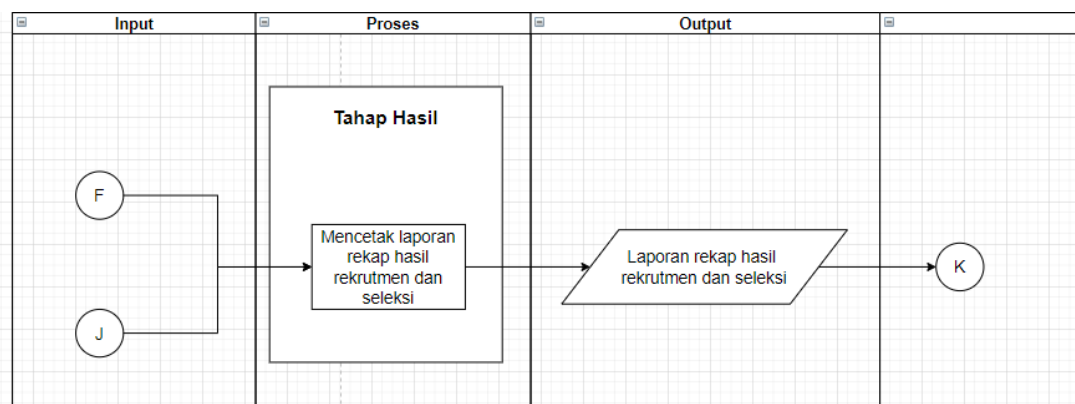 Input
Proses
Output
Tahap Hasil
F
Mencetak laporan
rekap hasil
rekrutmen dan
seleksi
Laporan rekap hasil
rekrutmen dan seleksi
K
J